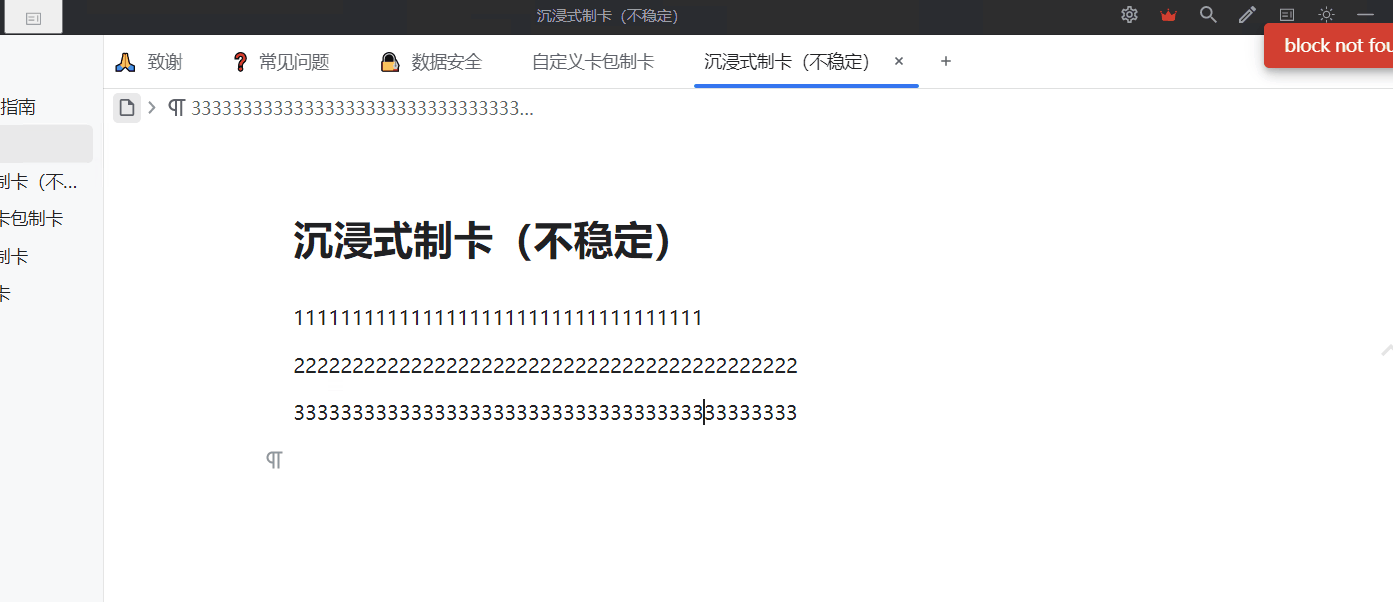 沉浸式制卡（不稳定）
block not fou
致谢
常见问题
数据安全
自定义卡包制卡
沉浸式制卡（不稳定）
指南
制卡（不...
卡包制卡
制卡
卡
33333333333333333333333333333333...
沉浸式制卡（不稳定）
11111111111111111111111111111111111
2222222222222222222222222222222222222222222
3333333333333333333333333333333333333333333